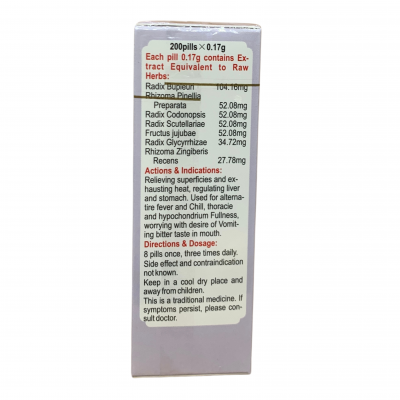 200pills×0.17g
Each pill 0.17g contains Ex-
tract Equivalent to Raw
Herbs:
Radix Bupleuri 104.16mg
Rhizoma Pinellia
Preparata 52.08mg
Radix Codonopsis 52.08mg
Radix Scutellariae 52.08mg
Fructus jujubae 52.08mg
Radix Glycyrrhizae 34.72mg
Rhizoma Zingiberis
Recens 27.78mg
Actions & Indications:
Relieving superficies and ex-
hausting heat, regulating liver
and stomach. Used for alterna-
tire fever and Chill, thoracie
and hypochondrium Fullness,
worrying with desire of Vomit-
ing bitter taste in mouth.
Directions & Dosage:
8 pills once, three times daily.
Side effect and contraindication
not known.
Keep in a cool dry place and
away from children.
This is a traditional medicine. If
symptoms persist, please con-
sult doctor.